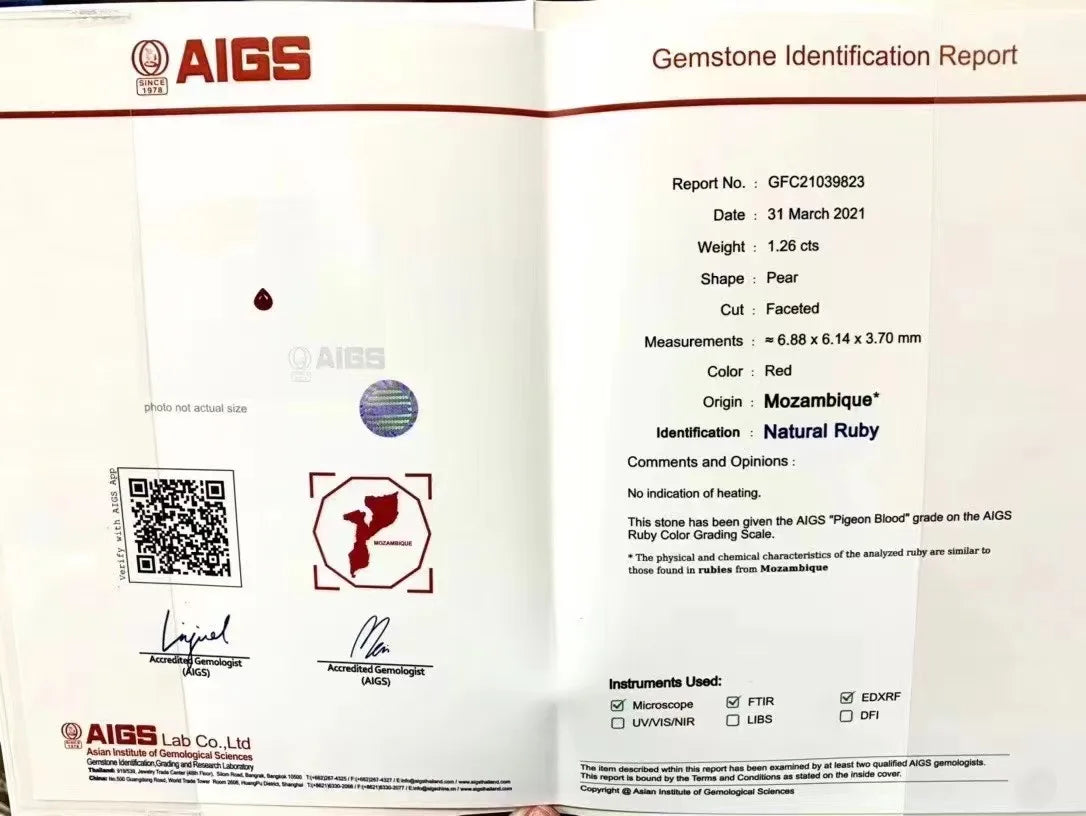 AIGS
SINCE
1978
AIGS
photo not actual size
Verify with AIGS App
MOZAMBIQUE
Accredited Gemologist
(AIGS)
Accredited Gemologist
(AIGS)
AIGS Lab Co.,Ltd
Asian Institute of Gemological Sciences
Gemstone Identification,Grading and Research Laboratory
Gemstone Identification Report
Report No. : GFC21039823
Date : 31 March 2021
Weight : 1.26 cts
Shape : Pear
Cut : Faceted
Measurements : ≈ 6.88 x 6.14 x 3.70 mm
Color : Red
Origin : Mozambique*
Identification : Natural Ruby
Comments and Opinions :
No indication of heating.
This stone has been given the AIGS "Pigeon Blood" grade on the AIGS
Ruby Color Grading Scale.
* The physical and chemical characteristics of the analyzed ruby are similar to
those found in rubies from Mozambique
Instruments Used:
Microscope FTIR EDXRF
UV/VIS/NIR LIBS DFI
The item described within this report has been examined by at least two qualified AIGS gemologists.
This report is bound by the Terms and Conditions as stated on the inside cover.
Copyright @ Asian Institute of Gemological Sciences